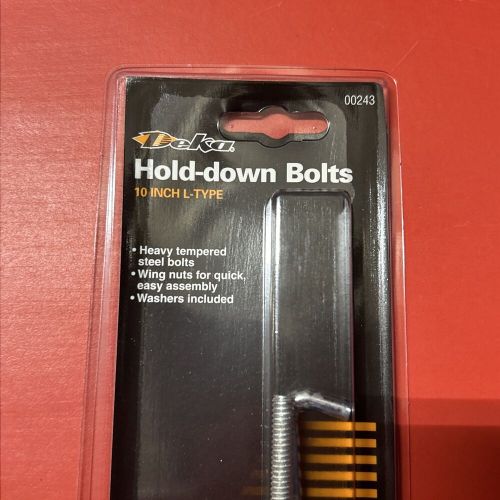 00243
Deka
Hold-down Bolts
10 INCH L-TYPE
• Heavy tempered
steel bolts
• Wing nuts for quick,
easy assembly
• Washers included